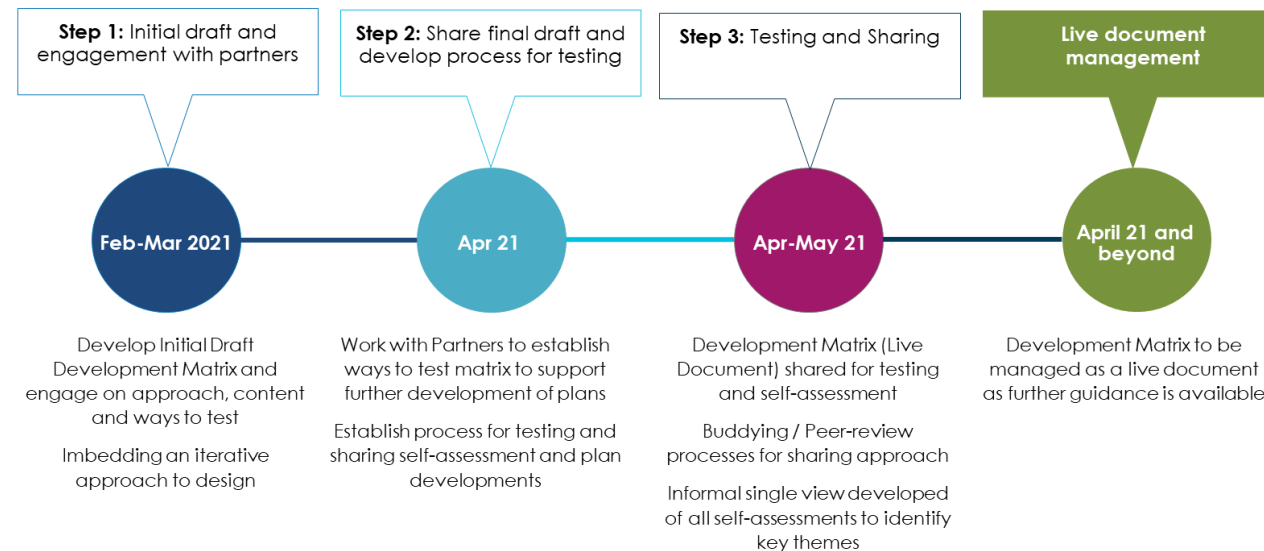 Step 1: Initial draft and
engagement with partners
Step 2: Share final draft and
develop process for testing
Step 3: Testing and Sharing
Live document
management
Feb-Mar 2021
Apr 21
Apr-May 21
April 21 and
beyond
Develop Initial Draft
Development Matrix and
engage on approach, content
and ways to test
Imbedding an iterative
approach to design
Work with Partners to establish
ways to test matrix to support
further development of plans
Establish process for testing and
sharing self-assessment and plan
developments
Development Matrix (Live
Document) shared for testing
and self-assessment
Buddying / Peer-review
processes for sharing approach
Informal single view developed
of all self-assessments to identify
key themes
Development Matrix to be
managed as a live document
as further guidance is available